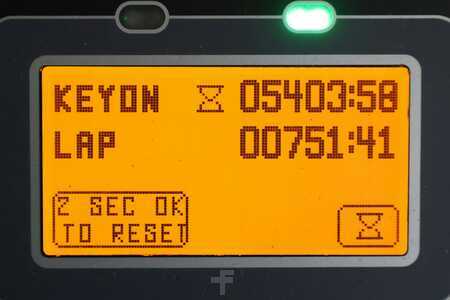 KEYON 05403:58
LAP 00751:41
2 SEC OK
TO RESET